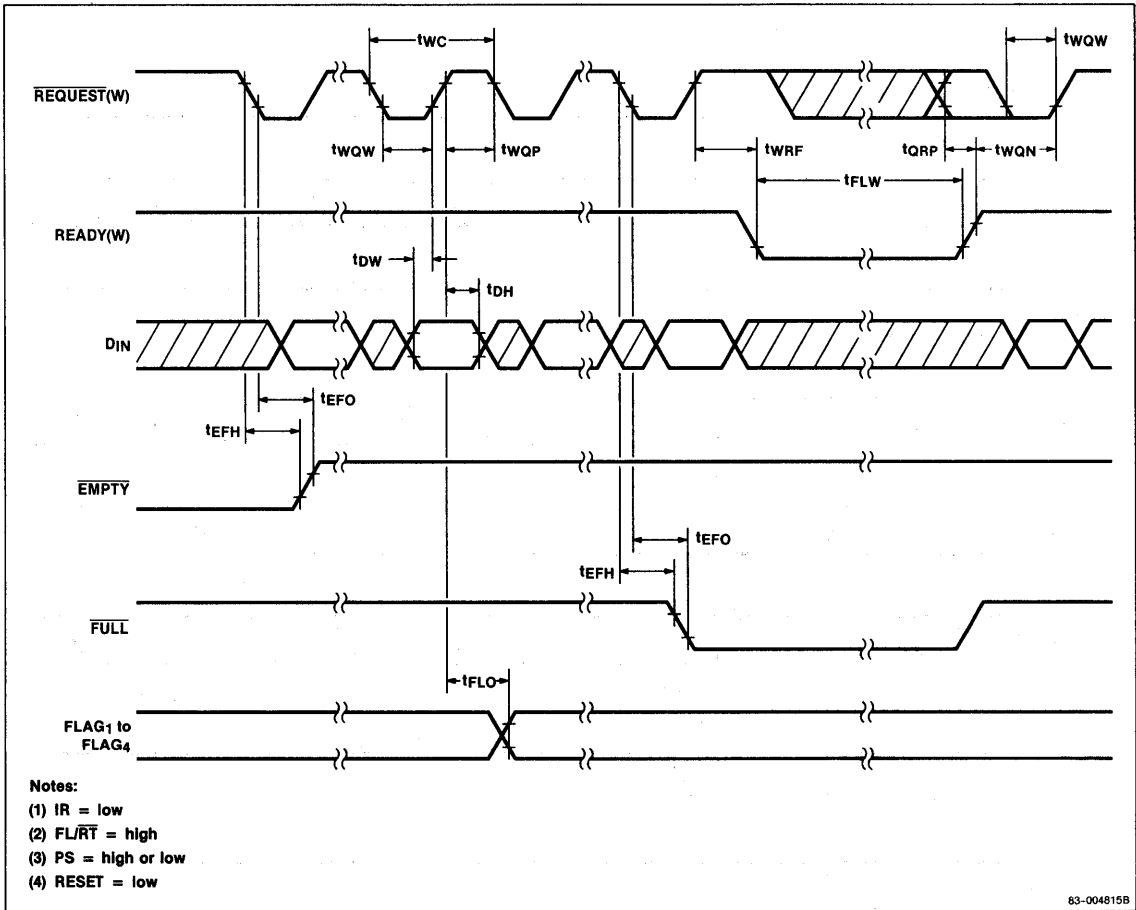 tWC
tWQW
REQUEST(W)
tWQW
tWQP
tWRF
tQRP
tWQN
tFLW
READY(W)
tDW
tDH
DIN
tEFO
tEFH
EMPTY
tEFO
tEFH
FULL
tFLO
FLAG1 to
FLAG4
Notes:
(1) IR = low
(2) FL/RT = high
(3) PS = high or low
(4) RESET = low
83-004815B